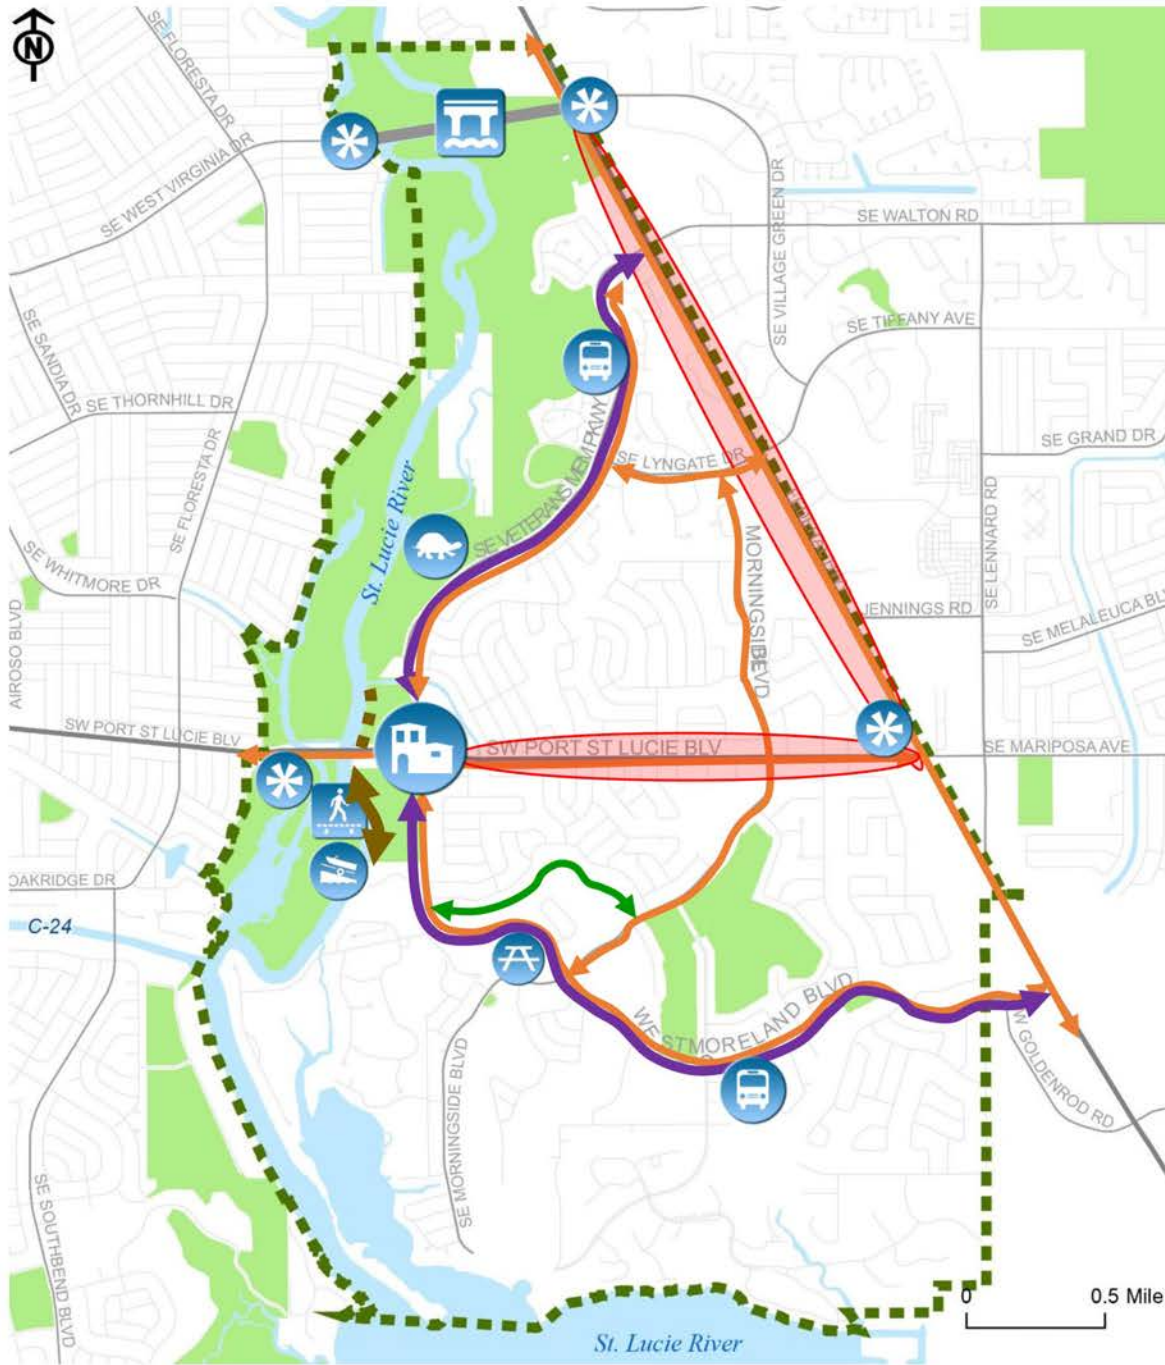 N
SE FLORESTA DR
SE WEST VIRGINIA DR
SE WALTON RD
SE VILLAGE GREEN DR
SE TIFFANY AVE
SE SANDIA DR
SE THORNHILL DR
SE GRAND DR
SE VETERANS MEM PKWY
SE LYNGATE DR
SE FLORESTA DR
St. Lucie River
SE LENNARD RD
SE WHITMORE DR
MORNINGSIDE BLVD
JENNINGS RD
SE MELALEUCA BLV
AIROSO BLVD
SW PORT ST LUCIE BLV
SW PORT ST LUCIE BLV
SE MARIPOSA AVE
OAKRIDGE DR
C-24
WESTMORELAND BLVD
W GOLDENROD RD
SE MORNINGSIDE BLVD
SE SOUTHBEND BLVD
0 0.5 Mile
St. Lucie River